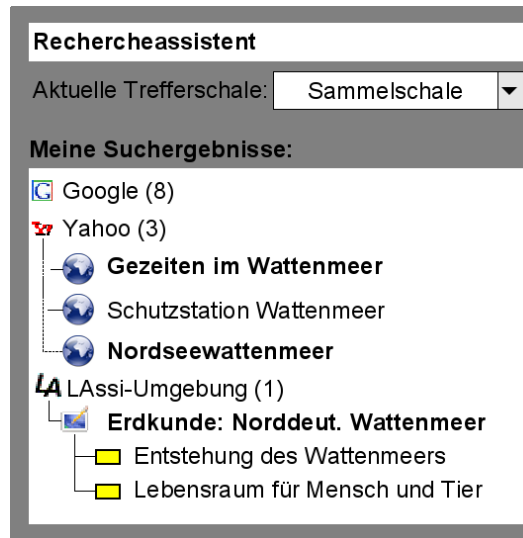 Rechercheassistent
Aktuelle Trefferschale: Sammelschale
Meine Suchergebnisse:
G Google (8)
Yahoo (3)
Gezeiten im Wattenmeer
Schutzstation Wattenmeer
Nordseewattenmeer
LA LAssi-Umgebung (1)
Erdkunde: Norddeut. Wattenmeer
Entstehung des Wattenmeers
Lebensraum für Mensch und Tier